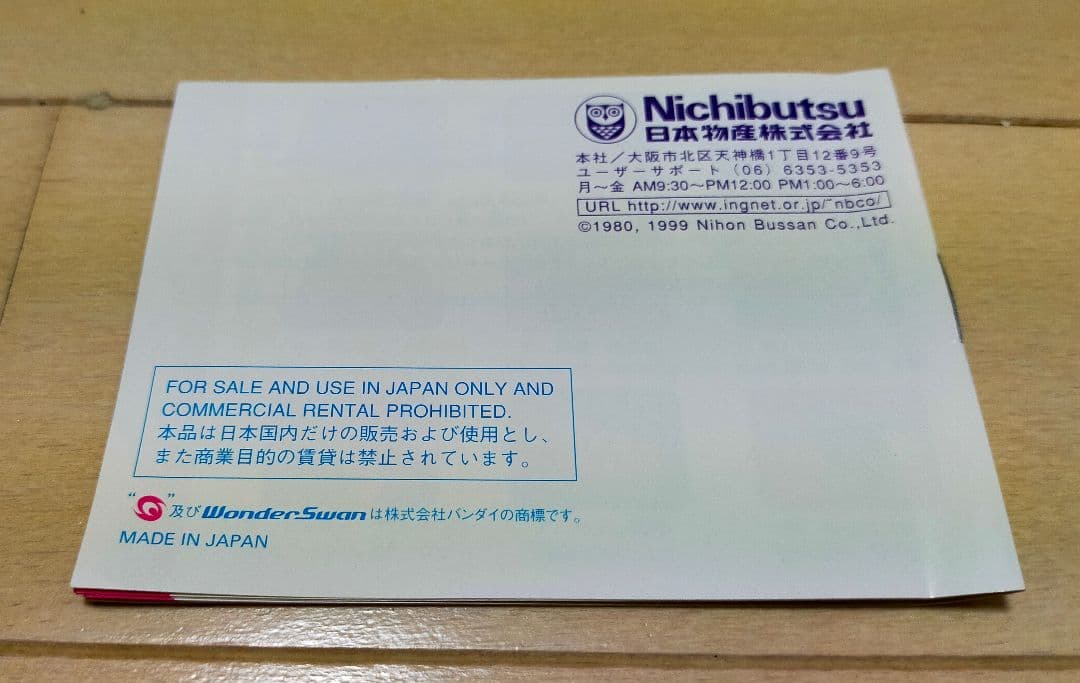 Nichibutsu
日本物産株式会社
本社／大阪市北区天神橋1丁目12番9号
ユーザーサポート（06）6353-5353
月～金 AM9:30～PM12:00 PM1:00～6:00
URL http://www.ingnet.or.jp/~nbco/
©1980, 1999 Nihon Bussan Co.,Ltd.
FOR SALE AND USE IN JAPAN ONLY AND
COMMERCIAL RENTAL PROHIBITED.
本品は日本国内だけの販売および使用とし、
また商業目的の賃貸は禁止されています。
“ ”及びWonderSwanは株式会社バンダイの商標です。
MADE IN JAPAN